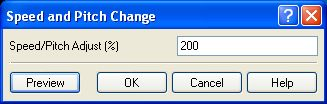 Speed and Pitch Change
Speed/Pitch Adjust (%) 200
Preview OK Cancel Help